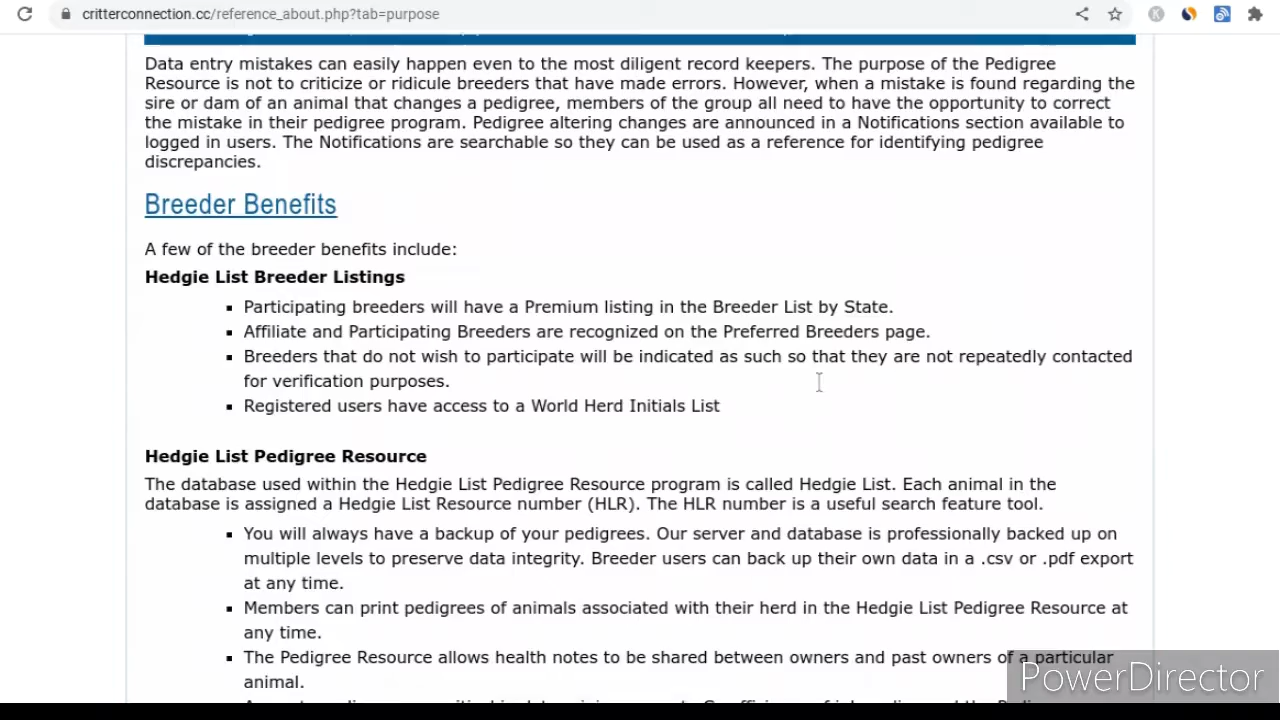 critterconnection.cc/reference_about.php?tab=purpose
Data entry mistakes can easily happen even to the most diligent record keepers. The purpose of the Pedigree
Resource is not to criticize or ridicule breeders that have made errors. However, when a mistake is found regarding the
sire or dam of an animal that changes a pedigree, members of the group all need to have the opportunity to correct
the mistake in their pedigree program. Pedigree altering changes are announced in a Notifications section available to
logged in users. The Notifications are searchable so they can be used as a reference for identifying pedigree
discrepancies.
Breeder Benefits
A few of the breeder benefits include:
Hedgie List Breeder Listings
Participating breeders will have a Premium listing in the Breeder List by State.
Affiliate and Participating Breeders are recognized on the Preferred Breeders page.
Breeders that do not wish to participate will be indicated as such so that they are not repeatedly contacted
for verification purposes.
Registered users have access to a World Herd Initials List
Hedgie List Pedigree Resource
The database used within the Hedgie List Pedigree Resource program is called Hedgie List. Each animal in the
database is assigned a Hedgie List Resource number (HLR). The HLR number is a useful search feature tool.
You will always have a backup of your pedigrees. Our server and database is professionally backed up on
multiple levels to preserve data integrity. Breeder users can back up their own data in a .csv or .pdf export
at any time.
Members can print pedigrees of animals associated with their herd in the Hedgie List Pedigree Resource at
any time.
The Pedigree Resource allows health notes to be shared between owners and past owners of a particular
animal.
PowerDirector